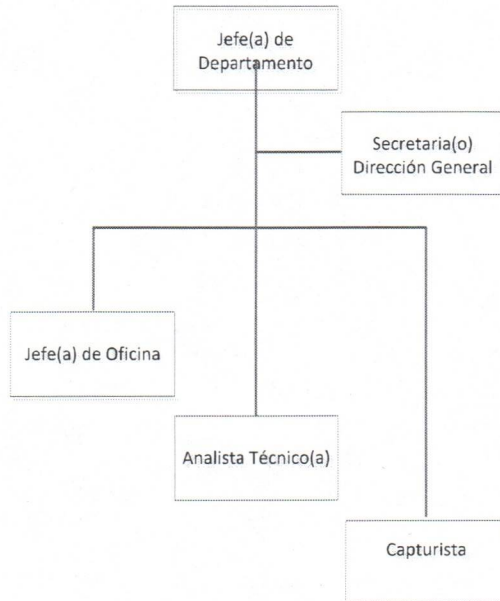 Jefe(a) de
Departamento
Secretaria(o)
Dirección General
Jefe(a) de Oficina
Analista Técnico(a)
Capturista